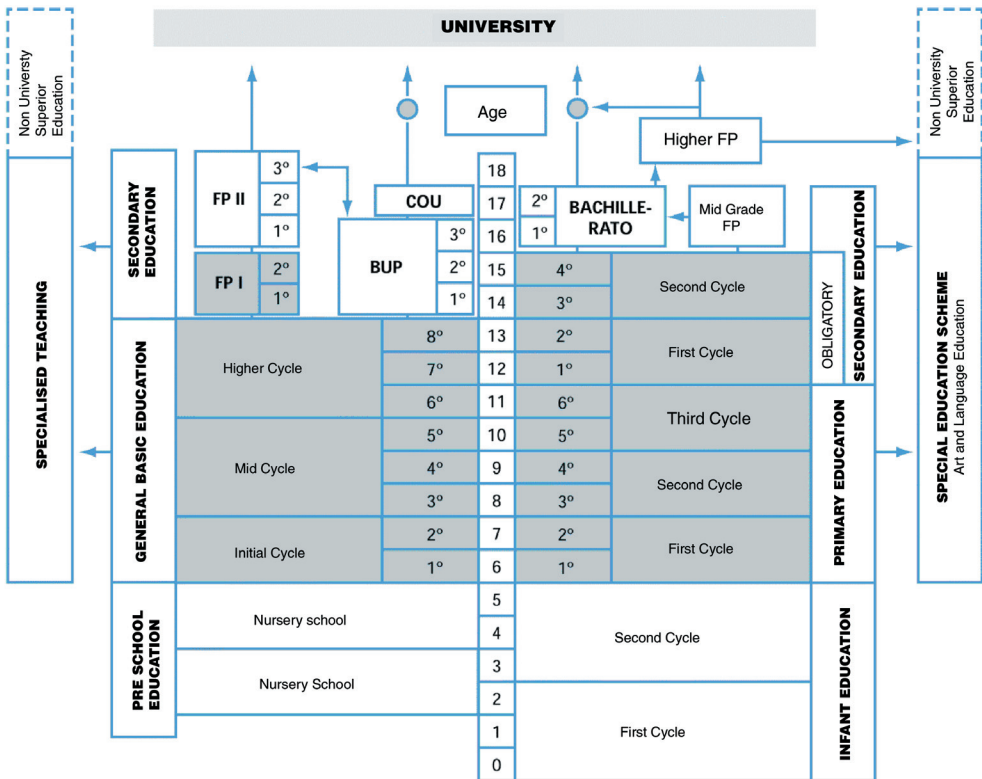 UNIVERSITY
Non University
Superior
Education
SPECIALISED TEACHING
SECONDARY
EDUCATION
GENERAL BASIC EDUCATION
PRE SCHOOL
EDUCATION
FP II
3º
2º
1º
FP I
2º
1º
COU
BUP
3º
2º
1º
Higher Cycle
8º
7º
6º
Mid Cycle
5º
4º
3º
Initial Cycle
2º
1º
Nursery school
Nursery School
Age
18
17
16
15
14
13
12
11
10
9
8
7
6
5
4
3
2
1
0
Higher FP
2º
1º
BACHILLE-
RATO
Mid Grade
FP
4º
3º
Second Cycle
2º
1º
First Cycle
6º
5º
Third Cycle
4º
3º
Second Cycle
2º
1º
First Cycle
Second Cycle
First Cycle
OBLIGATORY
SECONDARY EDUCATION
PRIMARY EDUCATION
INFANT EDUCATION
Non University
Superior
Education
SPECIAL EDUCATION SCHEME
Art and Language Education